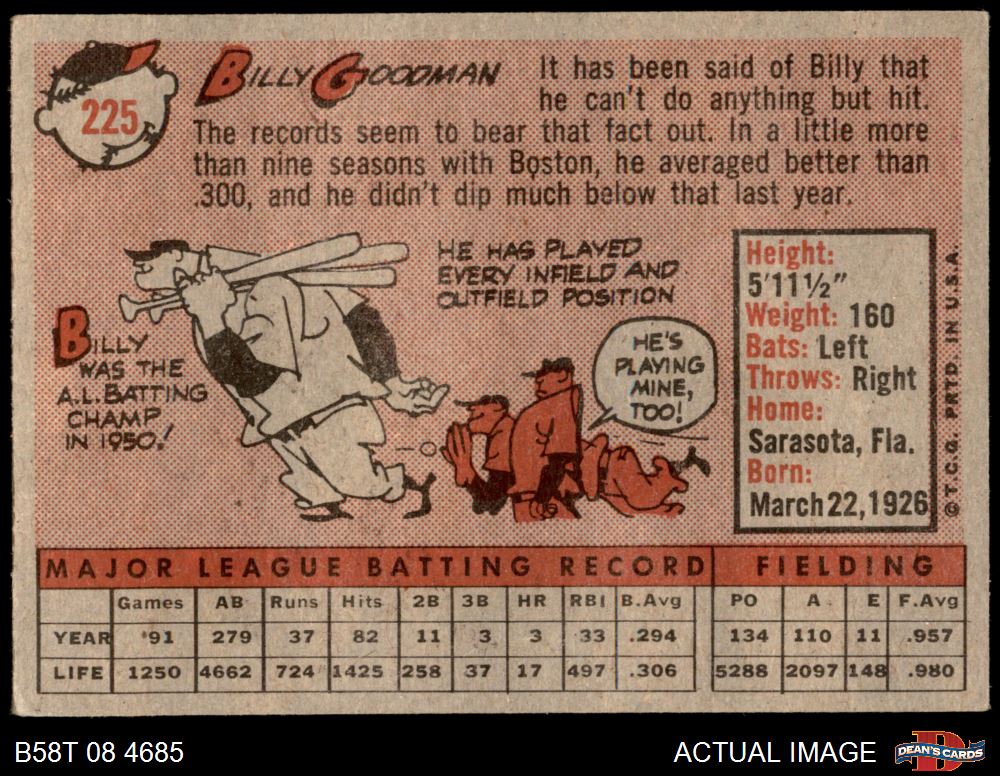 225
BILLY GOODMAN
It has been said of Billy that
he can't do anything but hit.
The records seem to bear that fact out. In a little more
than nine seasons with Boston, he averaged better than
.300, and he didn't dip much below that last year.
BILLY
WAS THE
A.L. BATTING
CHAMP
IN 1950!
HE HAS PLAYED
EVERY INFIELD AND
OUTFIELD POSITION
HE'S
PLAYING
MINE,
TOO!
Height:
5'11½"
Weight: 160
Bats: Left
Throws: Right
Home:
Sarasota, Fla.
Born:
March 22, 1926
© T.C.G. PRTD. IN U.S.A.
MAJOR LEAGUE BATTING RECORD FIELDING
Games AB Runs Hits 2B 3B HR RBI B.Avg PO A E F.Avg
YEAR 91 279 37 82 11 3 3 33 .294 134 110 11 .957
LIFE 1250 4662 724 1425 258 37 17 497 .306 5288 2097 148 .980
B58T 08 4685
ACTUAL IMAGE
DEAN'S CARDS